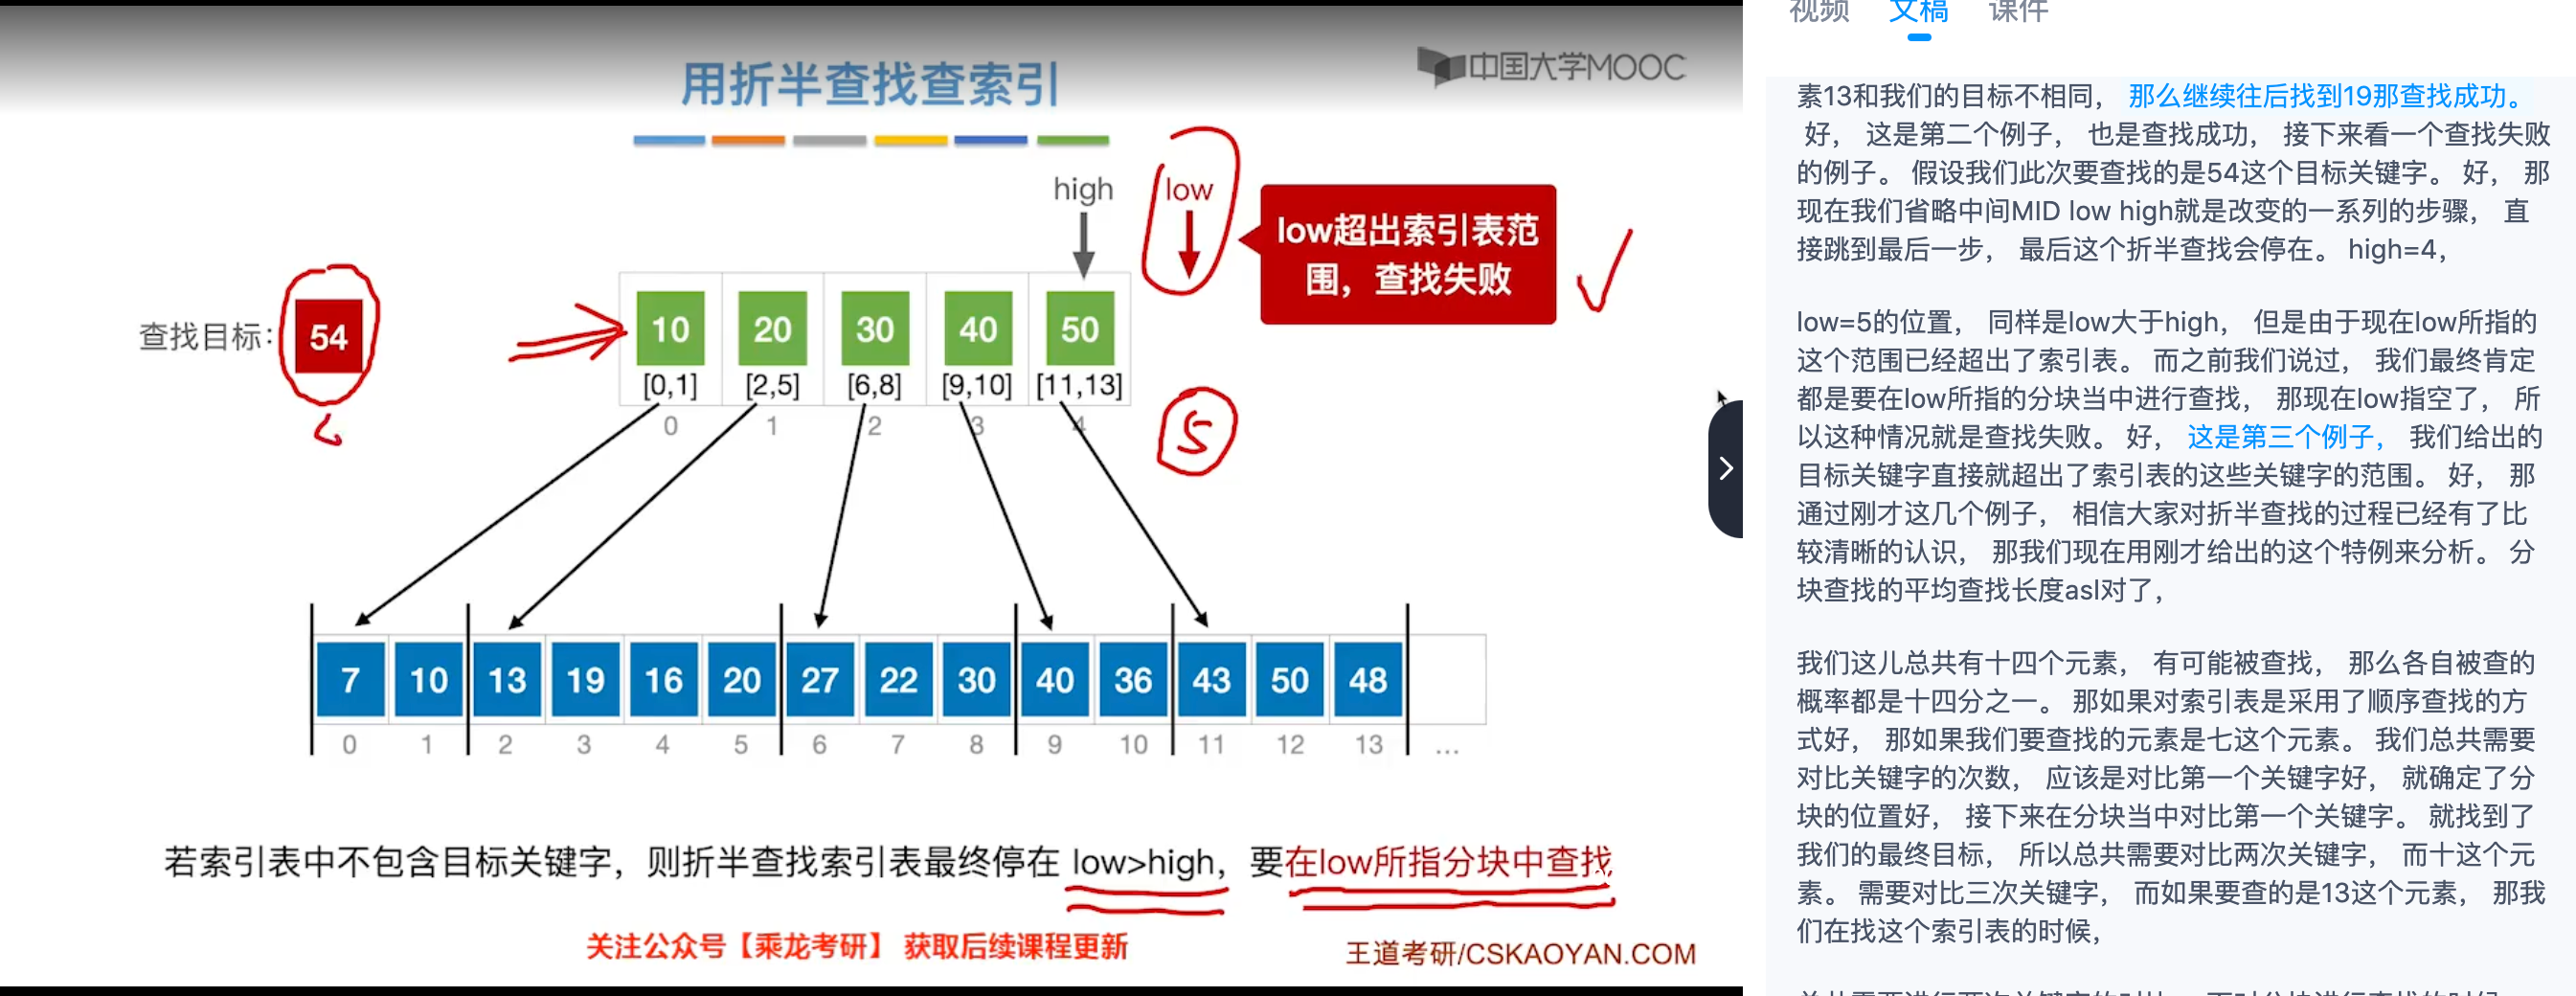 用折半查找查索引
中国大学MOOC
high
low
low超出索引表范
围，查找失败
查找目标：
54
10 20 30 40 50
[0,1] [2,5] [6,8] [9,10] [11,13]
0 1 2 3 4
5
7 10 13 19 16 20 27 22 30 40 36 43 50 48
0 1 2 3 4 5 6 7 8 9 10 11 12 13 ...
若索引表中不包含目标关键字，则折半查找索引表最终停在 low>high，要在low所指分块中查找
关注公众号【乘龙考研】 获取后续课程更新
王道考研/CSKAOYAN.COM
视频 文稿 课件
素13和我们的目标不相同， 那么继续往后找到19那查找成功。
好， 这是第二个例子， 也是查找成功， 接下来看一个查找失败
的例子。 假设我们此次要查找的是54这个目标关键字。 好， 那
现在我们省略中间MID low high就是改变的一系列的步骤， 直
接跳到最后一步， 最后这个折半查找会停在。 high=4，
low=5的位置， 同样是low大于high， 但是由于现在low所指的
这个范围已经超出了索引表。 而之前我们说过， 我们最终肯定
都是要在low所指的分块当中进行查找， 那现在low指空了， 所
以这种情况就是查找失败。 好， 这是第三个例子， 我们给出的
目标关键字直接就超出了索引表的这些关键字的范围。 好， 那
通过刚才这几个例子， 相信大家对折半查找的过程已经有了比
较清晰的认识， 那我们现在用刚才给出的这个特例来分析。 分
块查找的平均查找长度asl对了，
我们这儿总共有十四个元素， 有可能被查找， 那么各自被查的
概率都是十四分之一。 那如果对索引表是采用了顺序查找的方
式好， 那如果我们要查找的元素是七这个元素。 我们总共需要
对比关键字的次数， 应该是对比第一个关键字好， 就确定了分
块的位置好， 接下来在分块当中对比第一个关键字。 就找到了
我们的最终目标， 所以总共需要对比两次关键字， 而十这个元
素。 需要对比三次关键字， 而如果要查的是13这个元素， 那我
们在找这个索引表的时候，